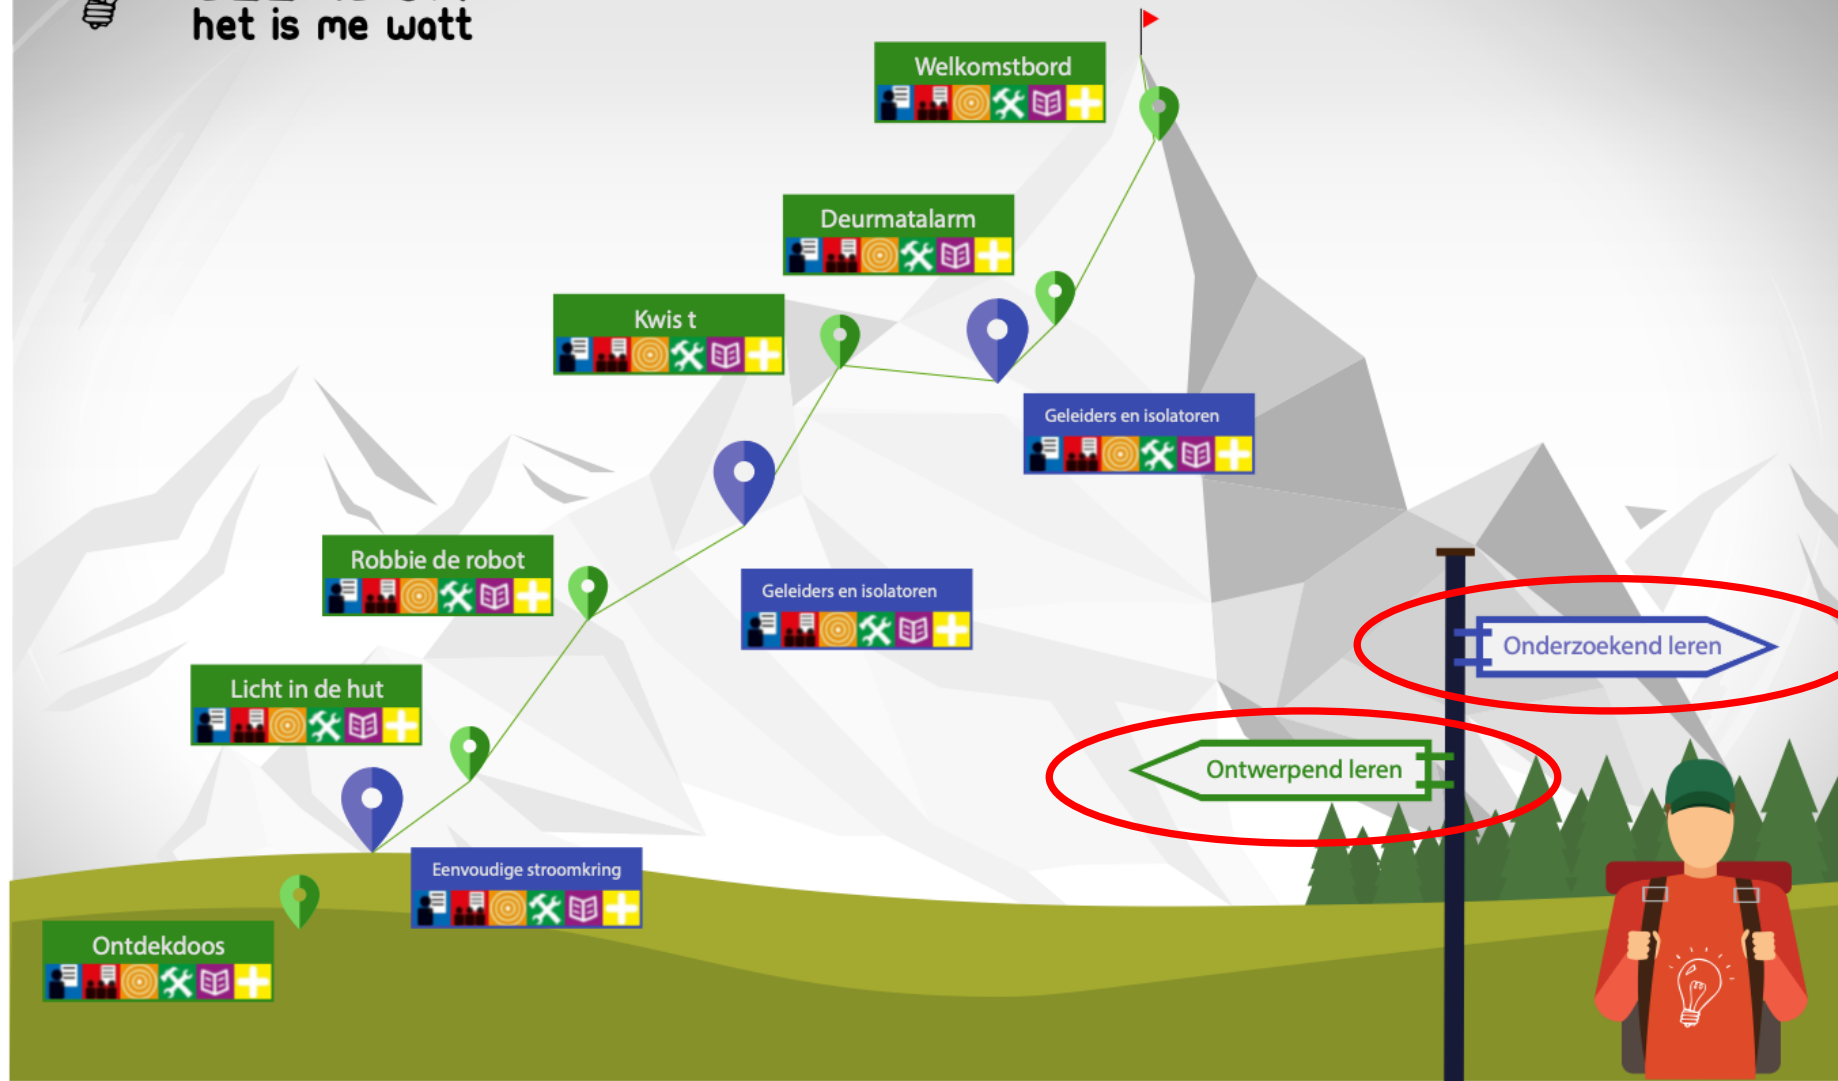 het is me watt
Welkomstbord
Deurmatalarm
Kwis t
Geleiders en isolatoren
Robbie de robot
Geleiders en isolatoren
Onderzoekend leren
Licht in de hut
Ontwerpend leren
Eenvoudige stroomkring
Ontdekdoos